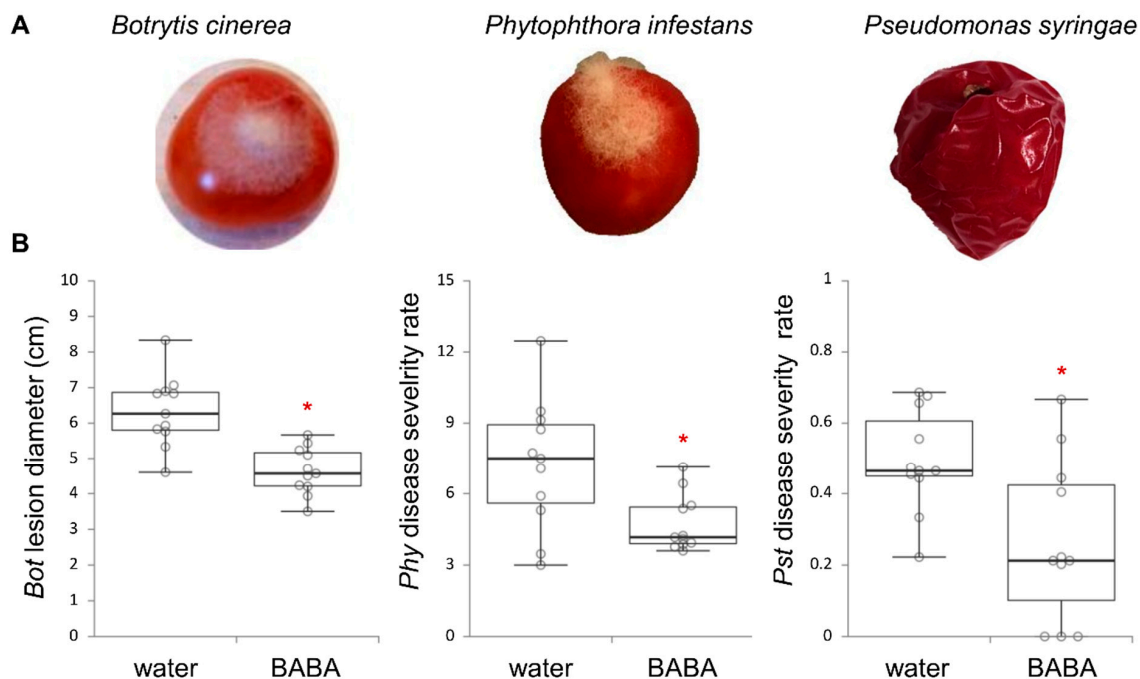 A
Botrytis cinerea
Phytophthora infestans
Pseudomonas syringae
B
Bot lesion diameter (cm)
10
9
8
7
6
5
4
3
2
1
0
*
water
BABA
Phy disease sevelrity rate
15
12
9
6
3
0
*
water
BABA
Pst disease severity rate
1
0.8
0.6
0.4
0.2
0
*
water
BABA